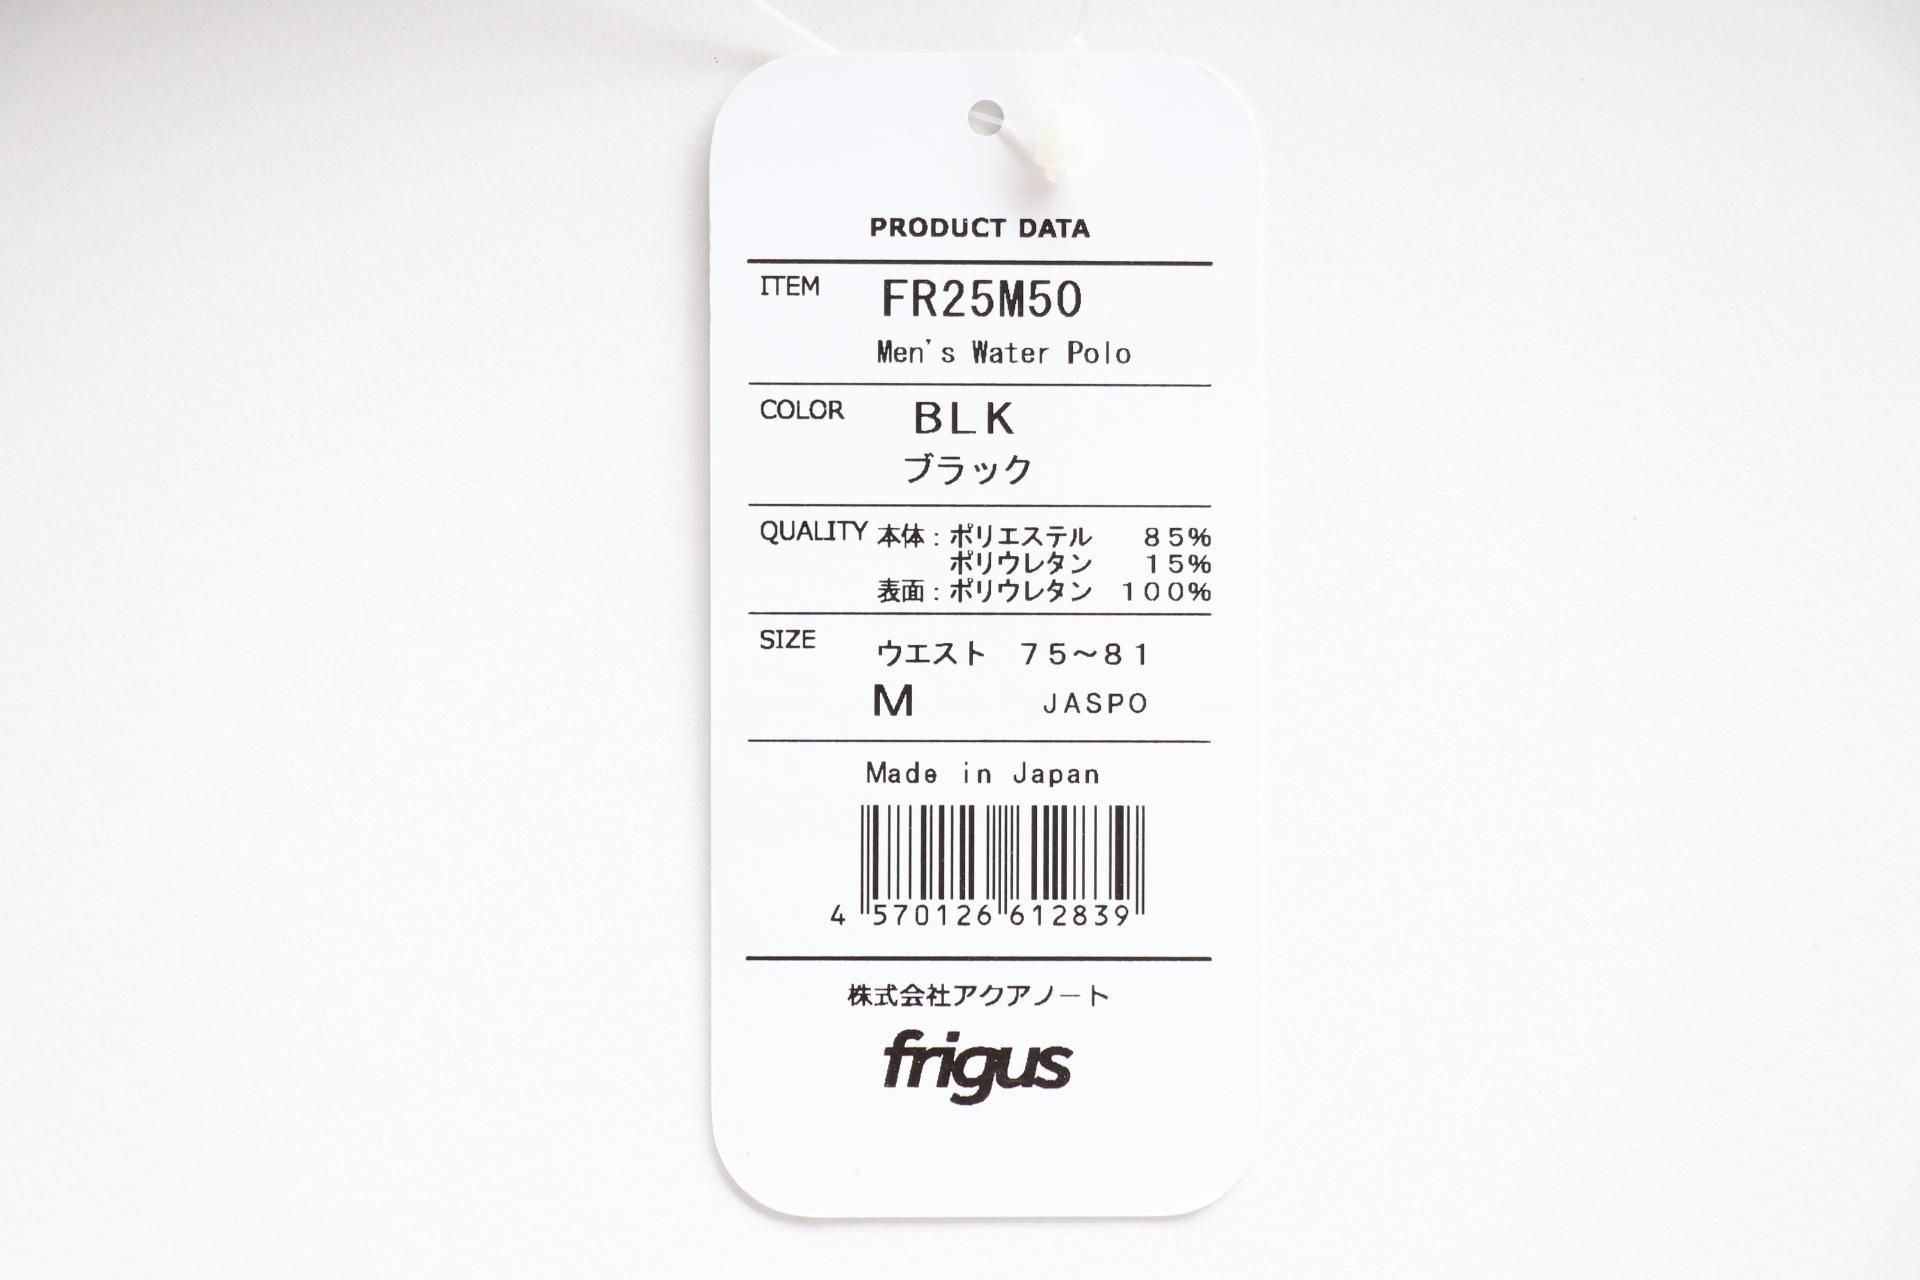 PRODUCT DATA
ITEM FR25M50
Men's Water Polo
COLOR BLK
ブラック
QUALITY 本体：ポリエステル 85%
ポリウレタン 15%
表面：ポリウレタン 100%
SIZE ウエスト 75～81
M JASPO
Made in Japan
4 570126 612839
株式会社アクアノート
frigus